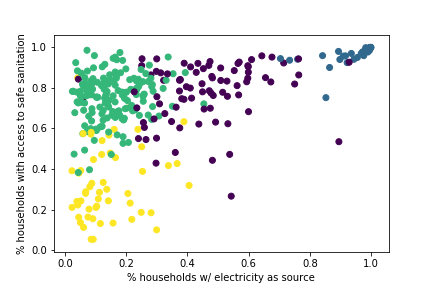 % households with access to safe sanitation
1.0
0.8
0.6
0.4
0.2
0.0
0.0 0.2 0.4 0.6 0.8 1.0
% households w/ electricity as source